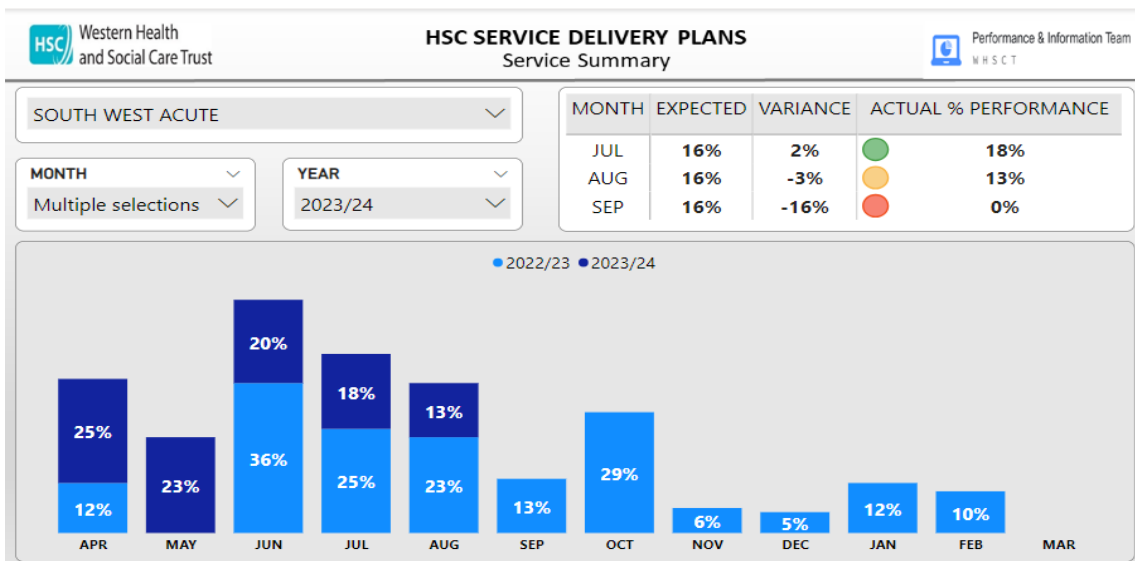 HSC
Western Health
and Social Care Trust
HSC SERVICE DELIVERY PLANS
Service Summary
Performance & Information Team
WHSCT
SOUTH WEST ACUTE
MONTH
Multiple selections
YEAR
2023/24
MONTH EXPECTED VARIANCE ACTUAL % PERFORMANCE
JUL 16% 2% 18%
AUG 16% -3% 13%
SEP 16% -16% 0%
2022/23 2023/24
20%
18%
13%
25%
23%
36%
25%
23%
29%
12%
13%
6%
5%
12%
10%
APR MAY JUN JUL AUG SEP OCT NOV DEC JAN FEB MAR